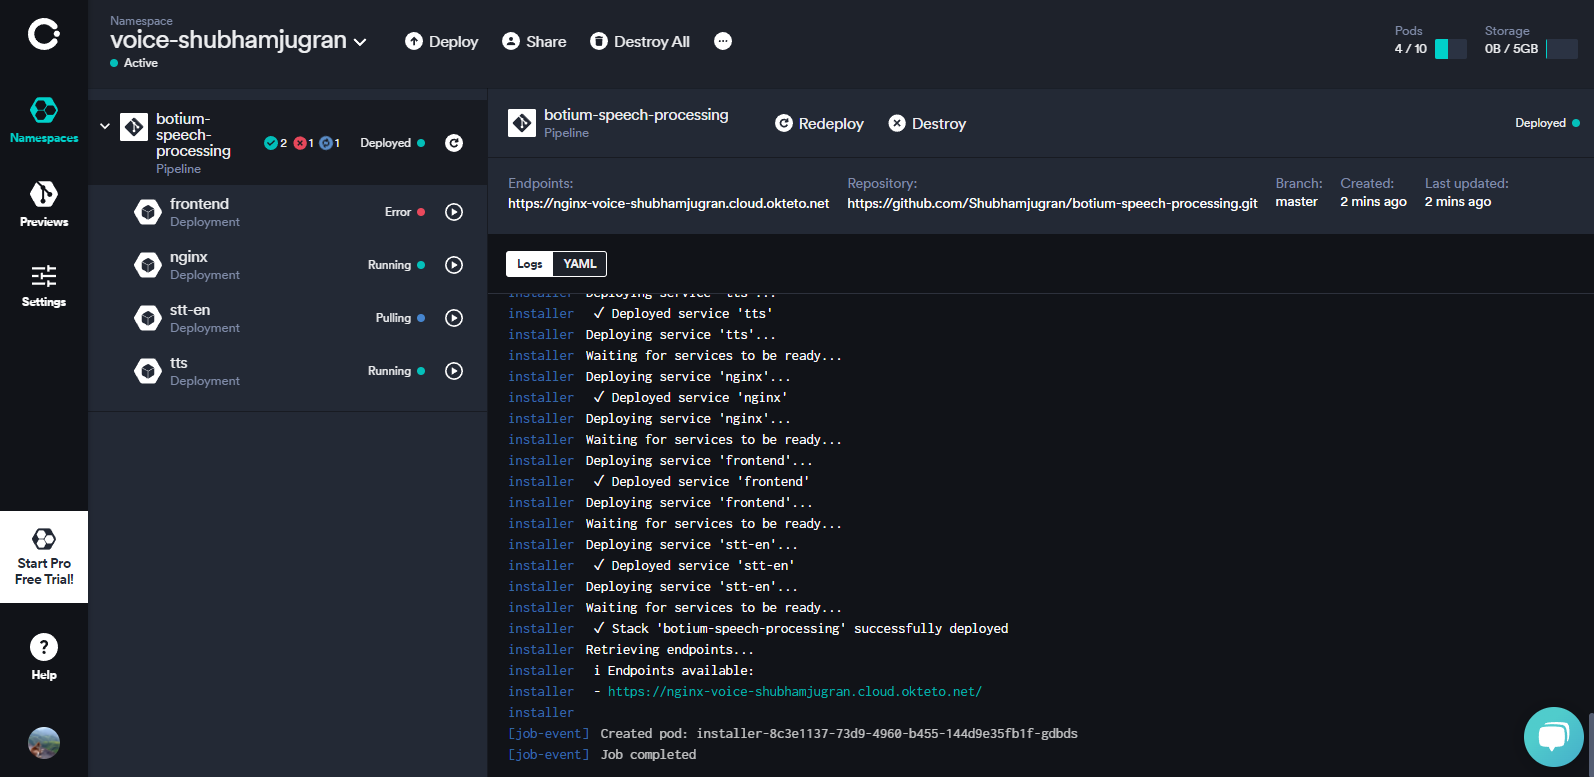 Namespace
voice-shubhamjugran
Active
Deploy
Share
Destroy All
Pods
4 / 10
Storage
0B / 5GB
Namespaces
Previews
Settings
Start Pro
Free Trial!
Help
botium-
speech-
processing
Pipeline
2 1 1
Deployed
frontend
Deployment
Error
nginx
Deployment
Running
stt-en
Deployment
Pulling
tts
Deployment
Running
botium-speech-processing
Pipeline
Redeploy
Destroy
Deployed
Endpoints:
https://nginx-voice-shubhamjugran.cloud.okteto.net
Repository:
https://github.com/Shubhamjugran/botium-speech-processing.git
Branch:
master
Created:
2 mins ago
Last updated:
2 mins ago
Logs
YAML
installer Deploying service 'tts'...
installer ✓ Deployed service 'tts'
installer Deploying service 'tts'...
installer Waiting for services to be ready...
installer Deploying service 'nginx'...
installer ✓ Deployed service 'nginx'
installer Deploying service 'nginx'...
installer Waiting for services to be ready...
installer Deploying service 'frontend'...
installer ✓ Deployed service 'frontend'
installer Deploying service 'frontend'...
installer Waiting for services to be ready...
installer Deploying service 'stt-en'...
installer ✓ Deployed service 'stt-en'
installer Deploying service 'stt-en'...
installer Waiting for services to be ready...
installer ✓ Stack 'botium-speech-processing' successfully deployed
installer Retrieving endpoints...
installer i Endpoints available:
installer - https://nginx-voice-shubhamjugran.cloud.okteto.net/
installer
[job-event] Created pod: installer-8c3e1137-73d9-4960-b455-144d9e35fb1f-gdbds
[job-event] Job completed